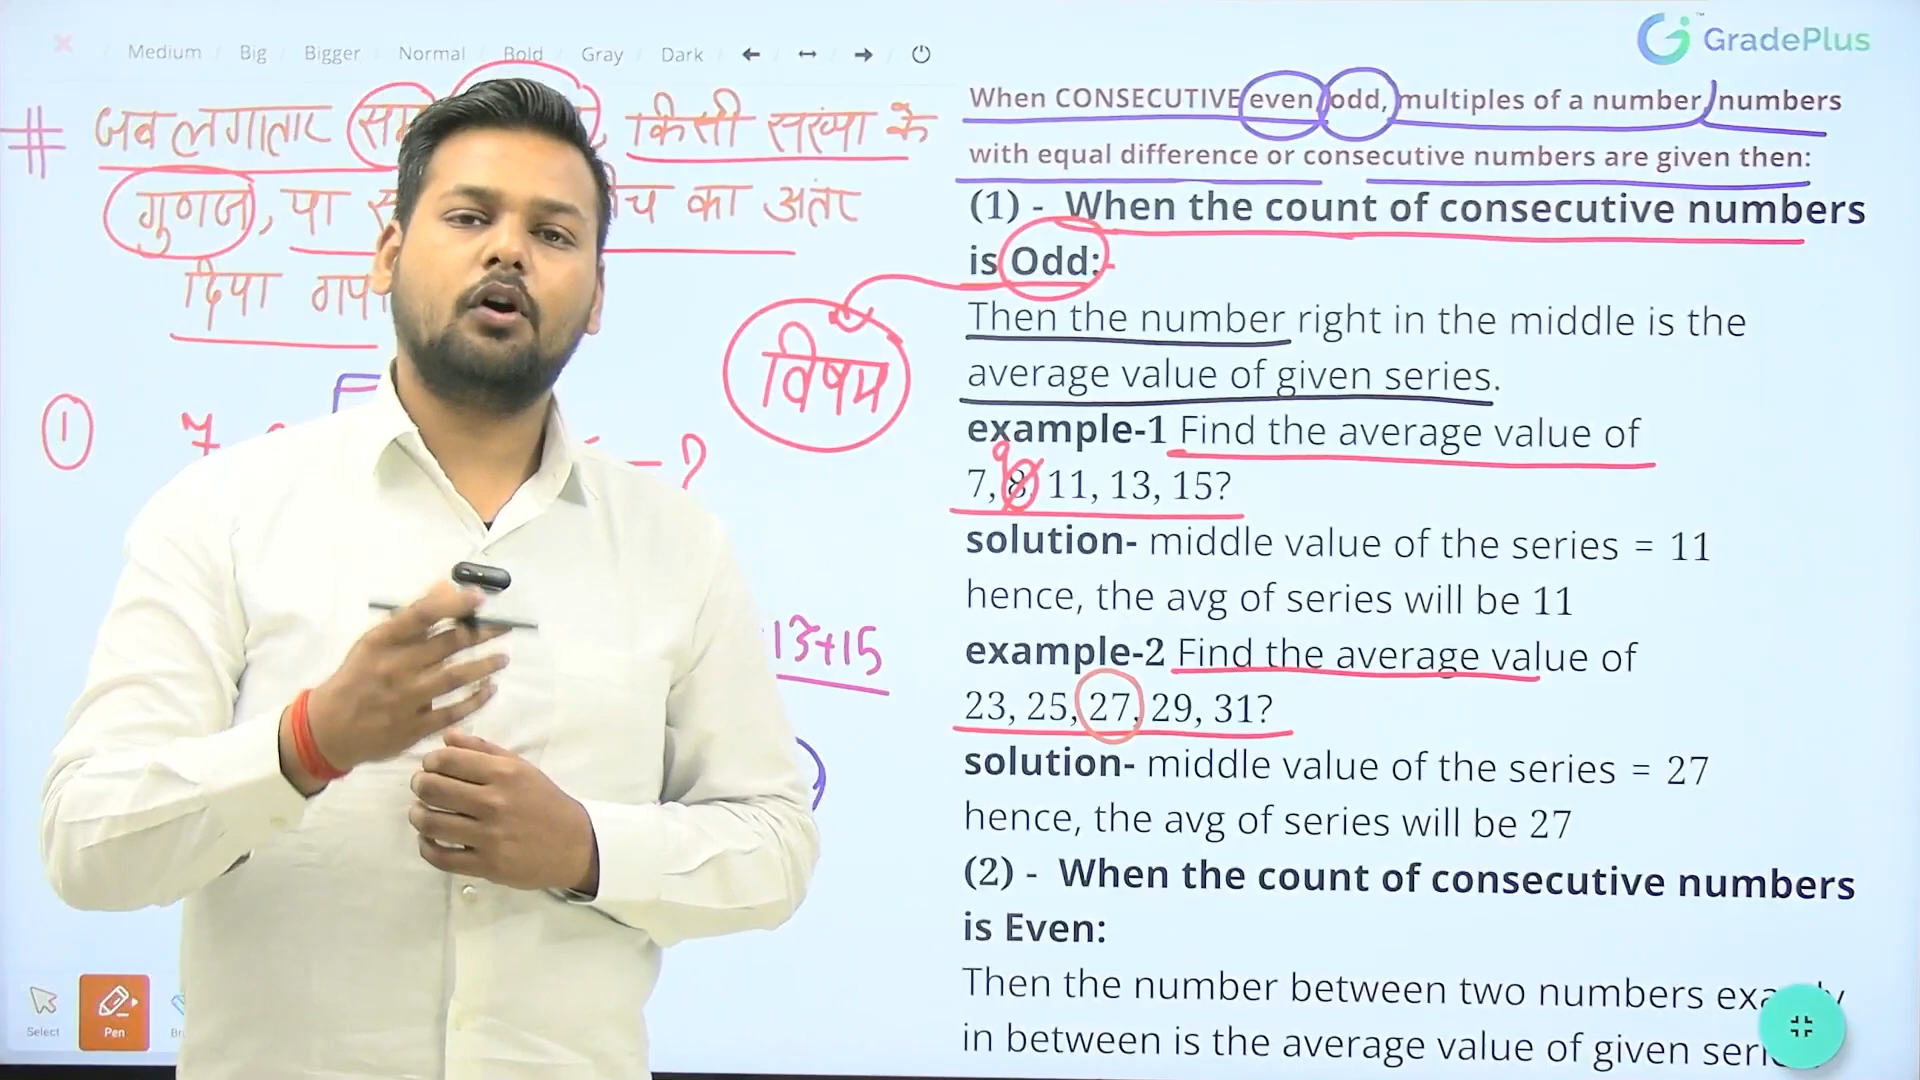 Medium / Big / Bigger / Normal / Bold / Gray / Dark
GradePlus
# जब लगातार सम , किसी संख्या के
गुणज, या बीच का अंतर
दिया गया
① 7 ?
विषम
13+15
When CONSECUTIVE even, odd, multiples of a number, numbers
with equal difference or consecutive numbers are given then:
(1) - When the count of consecutive numbers
is Odd:-
Then the number right in the middle is the
average value of given series.
example-1 Find the average value of
9
7, 8, 11, 13, 15?
solution- middle value of the series = 11
hence, the avg of series will be 11
example-2 Find the average value of
23, 25, 27, 29, 31?
solution- middle value of the series = 27
hence, the avg of series will be 27
(2) - When the count of consecutive numbers
is Even:
Then the number between two numbers
in between is the average value of given
Select
Pen